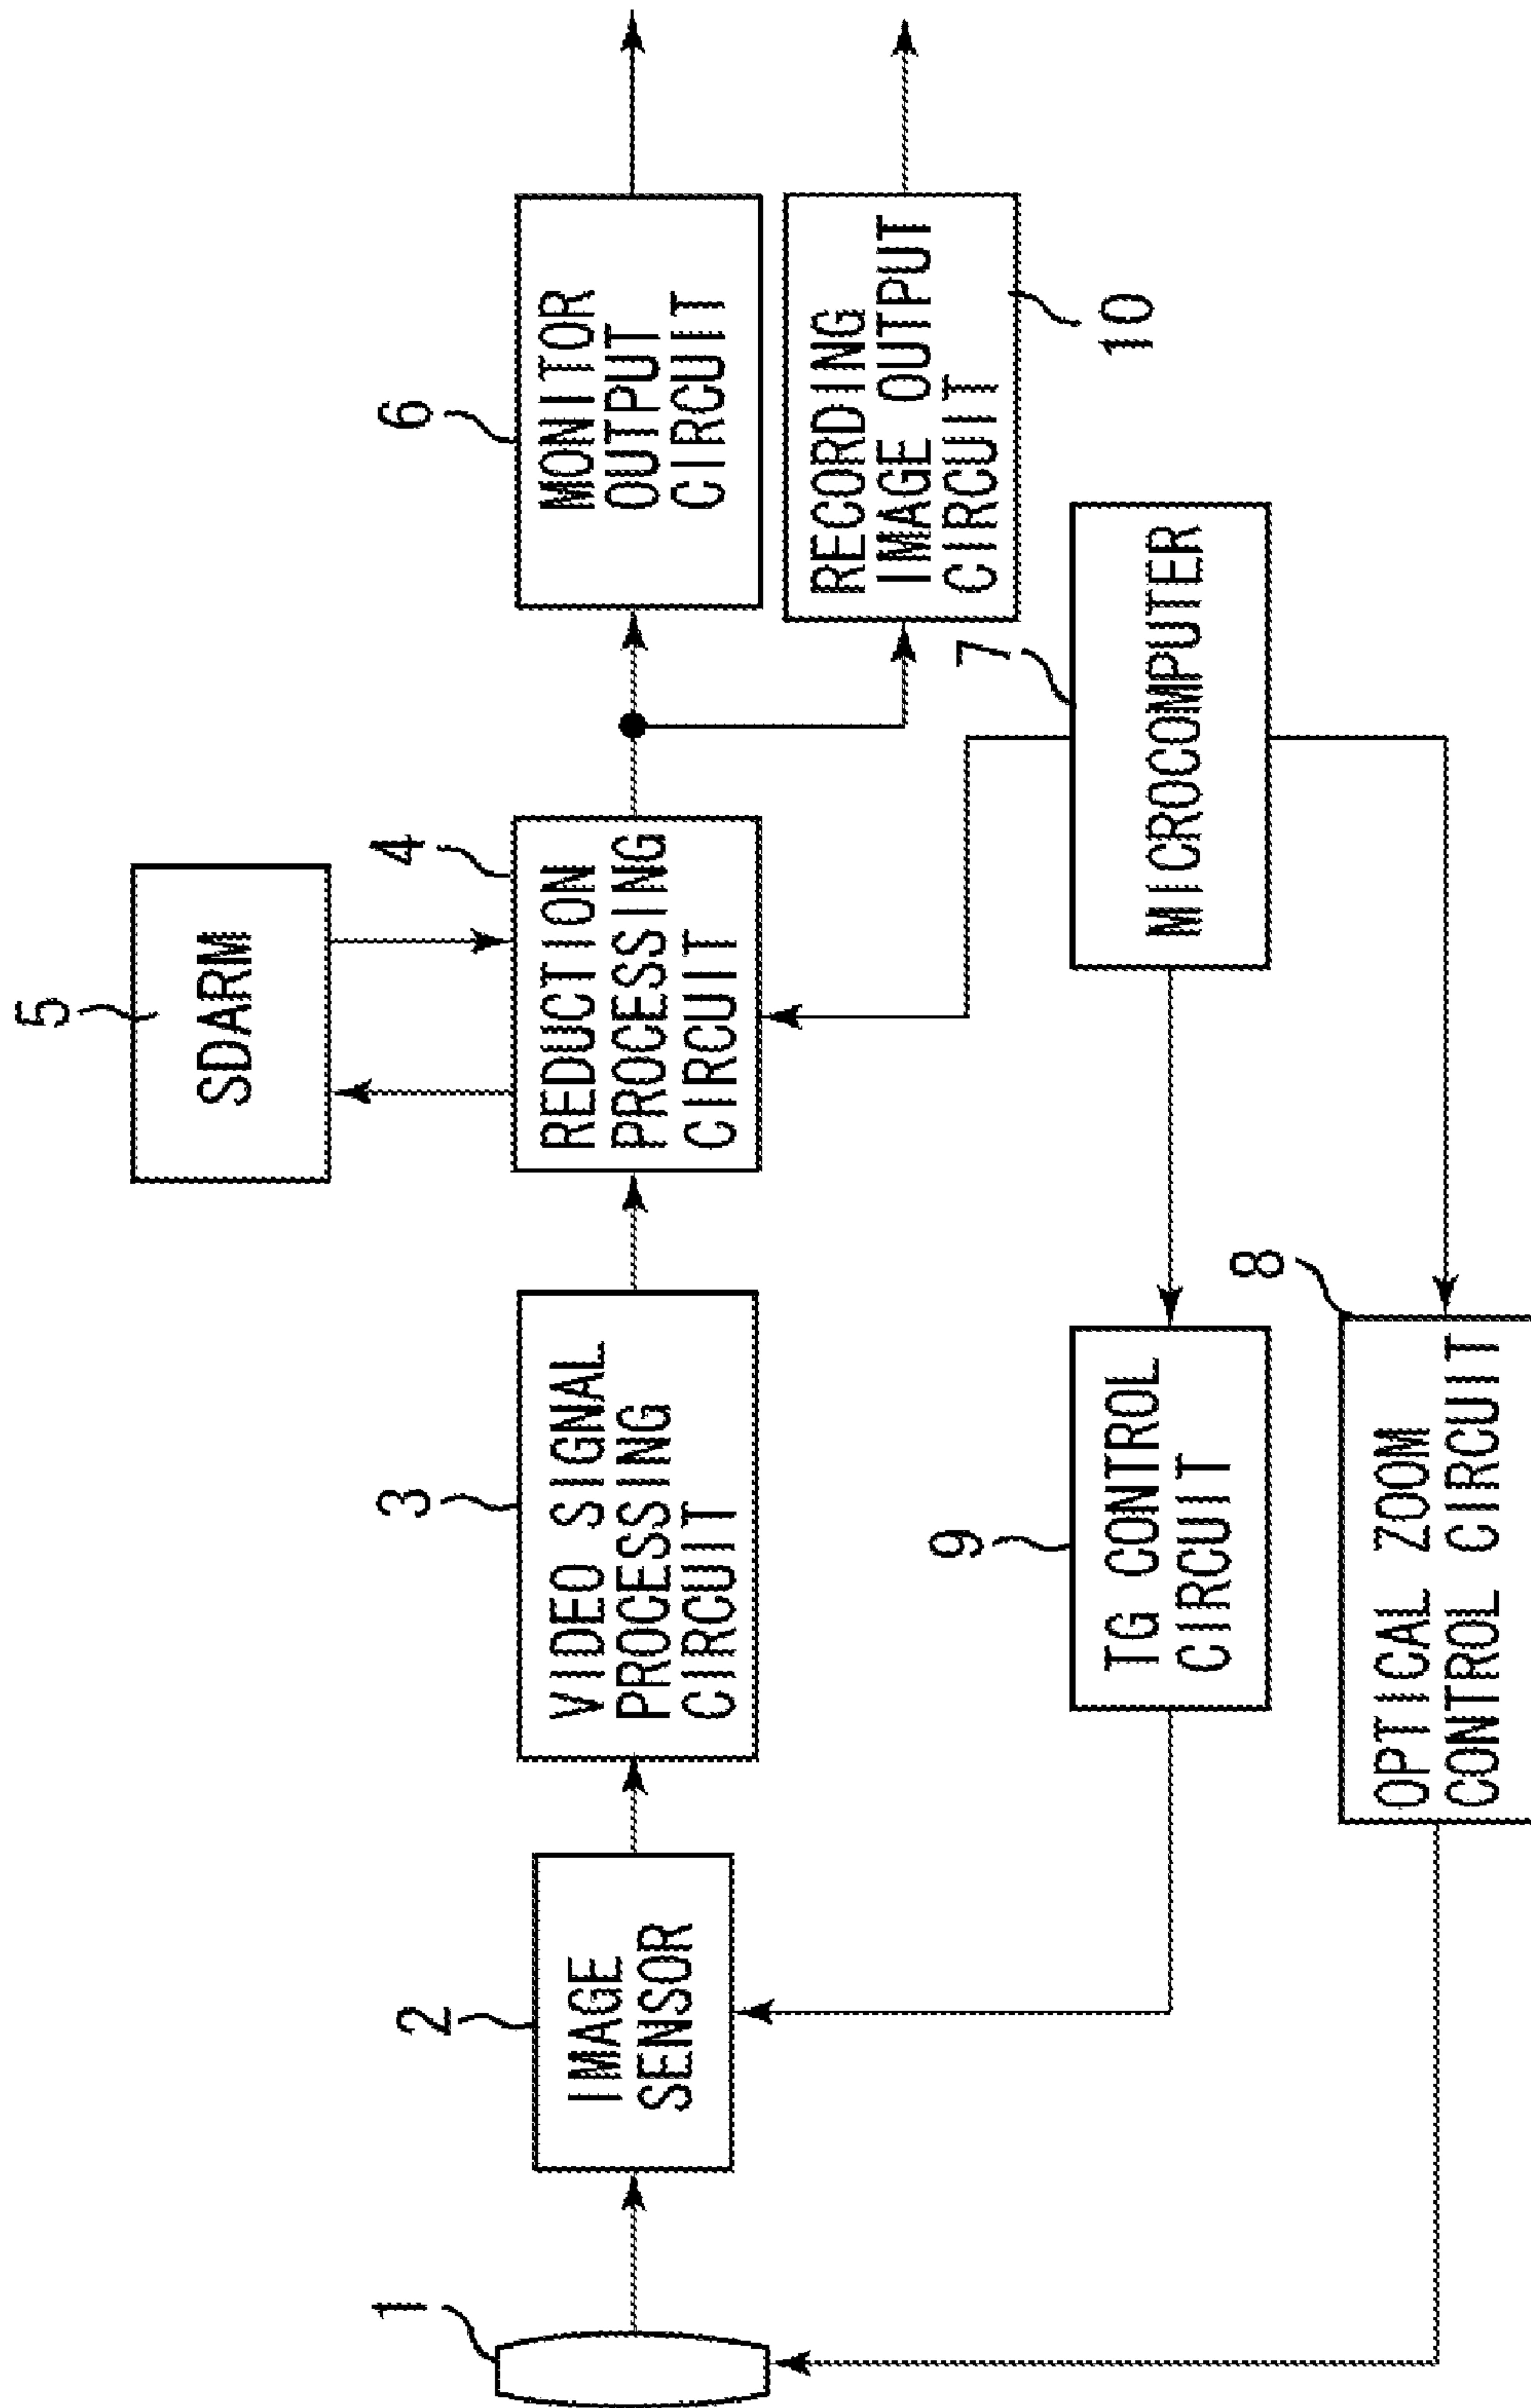 5
SDARM
1
2
IMAGE
SENSOR
3
VIDEO SIGNAL
PROCESSING
CIRCUIT
4
REDUCTION
PROCESSING
CIRCUIT
6
MONITOR
OUTPUT
CIRCUIT
RECORDING
IMAGE OUTPUT
CIRCUIT
10
9
TG CONTROL
CIRCUIT
7
MICROCOMPUTER
8
OPTICAL ZOOM
CONTROL CIRCUIT